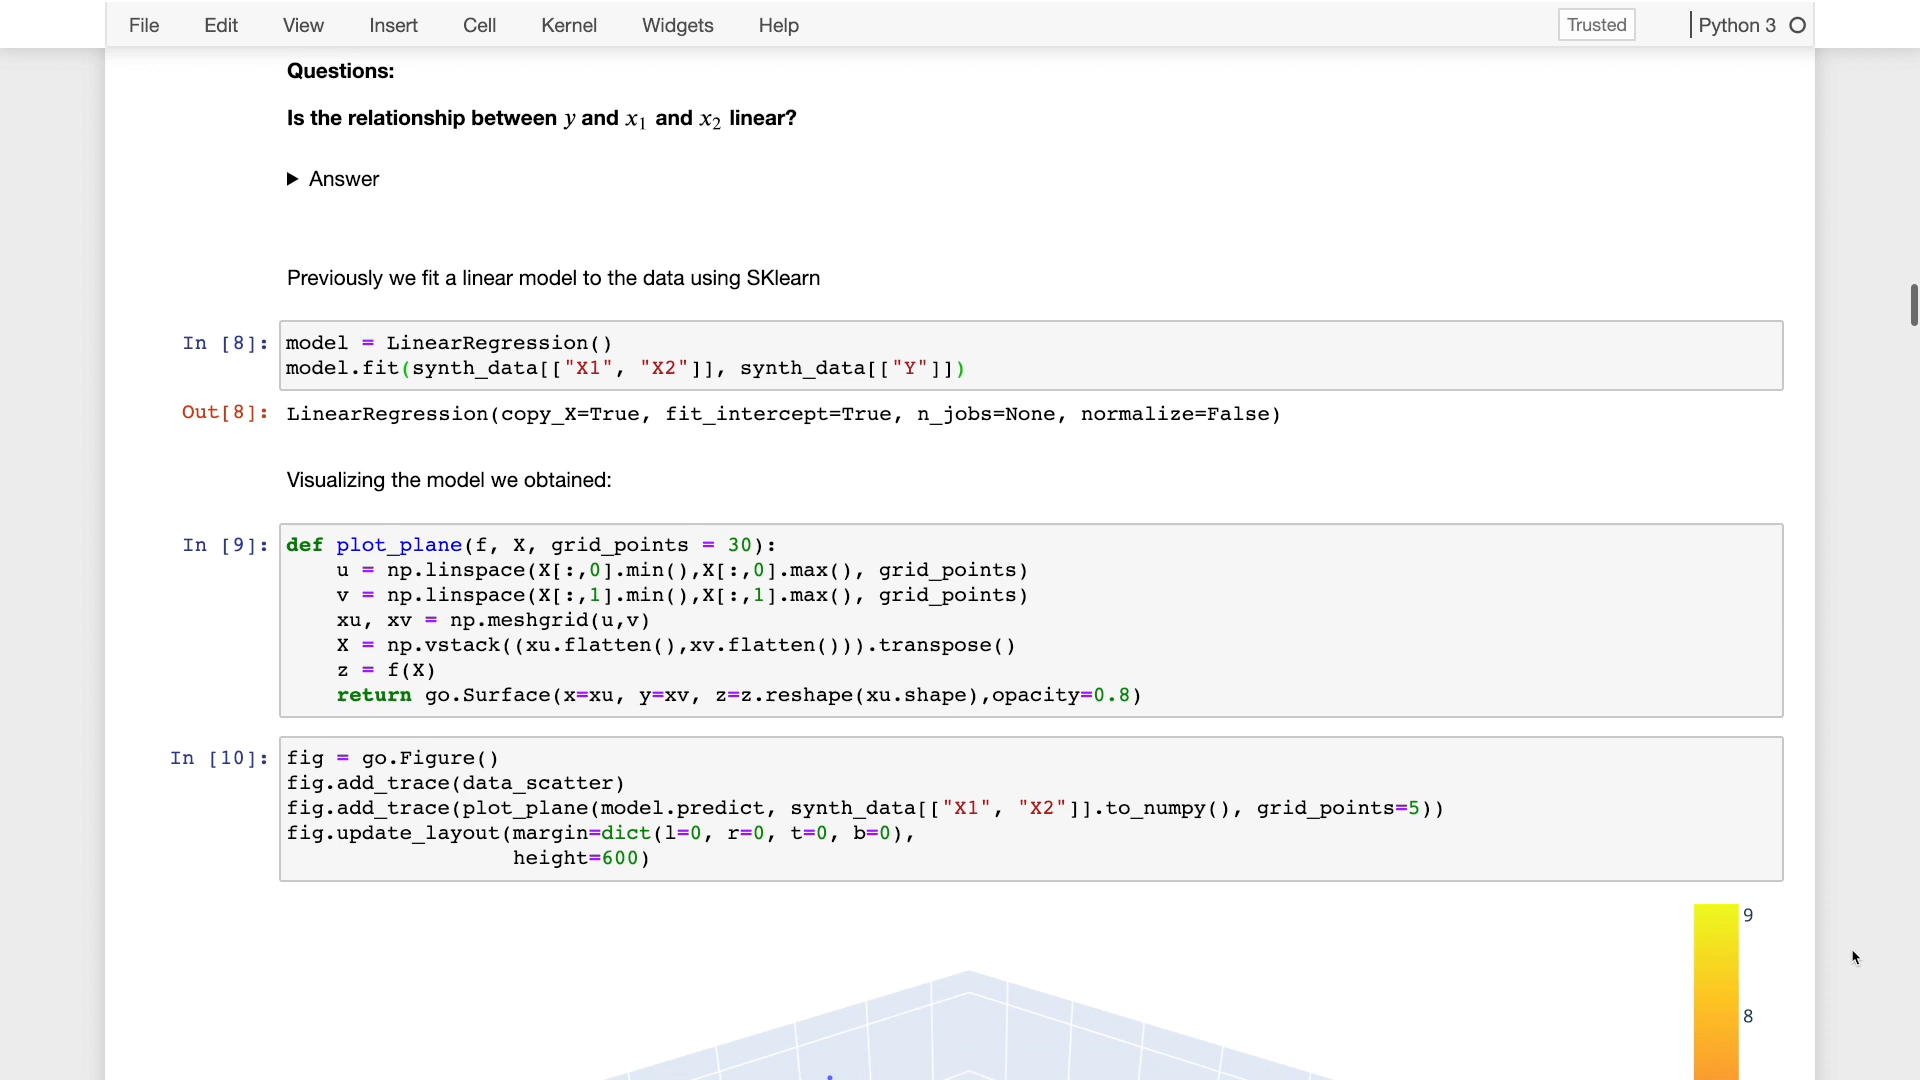 File Edit View Insert Cell Kernel Widgets Help Trusted Python 3
Questions:
Is the relationship between y and x₁ and x₂ linear?
Answer
Previously we fit a linear model to the data using SKlearn
In [8]: model = LinearRegression()
model.fit(synth_data[["X1", "X2"]], synth_data[["Y"]])
Out[8]: LinearRegression(copy_X=True, fit_intercept=True, n_jobs=None, normalize=False)
Visualizing the model we obtained:
In [9]: def plot_plane(f, X, grid_points = 30):
    u = np.linspace(X[:,0].min(),X[:,0].max(), grid_points)
    v = np.linspace(X[:,1].min(),X[:,1].max(), grid_points)
    xu, xv = np.meshgrid(u,v)
    X = np.vstack((xu.flatten(),xv.flatten())).transpose()
    z = f(X)
    return go.Surface(x=xu, y=xv, z=z.reshape(xu.shape),opacity=0.8)
In [10]: fig = go.Figure()
fig.add_trace(data_scatter)
fig.add_trace(plot_plane(model.predict, synth_data[["X1", "X2"]].to_numpy(), grid_points=5))
fig.update_layout(margin=dict(l=0, r=0, t=0, b=0),
                  height=600)
9
8